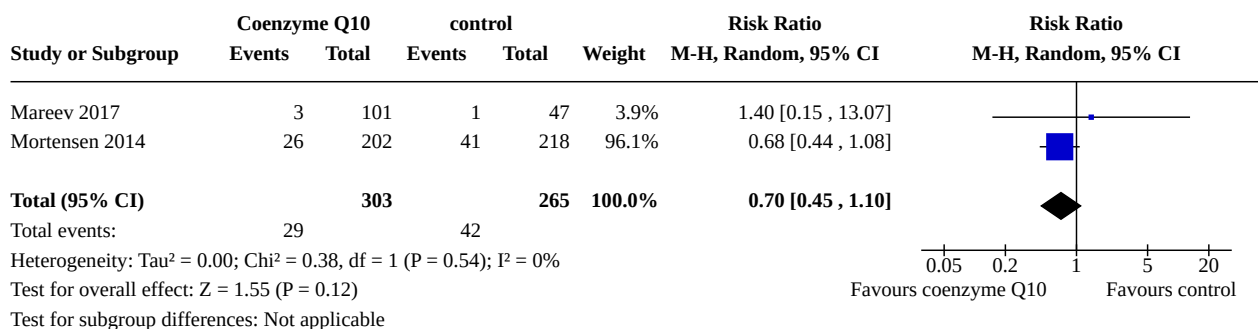 Coenzyme Q10 control Risk Ratio Risk Ratio
Study or Subgroup Events Total Events Total Weight M-H, Random, 95% CI M-H, Random, 95% CI
Mareev 2017 3 101 1 47 3.9% 1.40 [0.15 , 13.07]
Mortensen 2014 26 202 41 218 96.1% 0.68 [0.44 , 1.08]
Total (95% CI) 303 265 100.0% 0.70 [0.45 , 1.10]
Total events: 29 42
Heterogeneity: Tau² = 0.00; Chi² = 0.38, df = 1 (P = 0.54); I² = 0%
0.05 0.2 1 5 20
Test for overall effect: Z = 1.55 (P = 0.12) Favours coenzyme Q10 Favours control
Test for subgroup differences: Not applicable